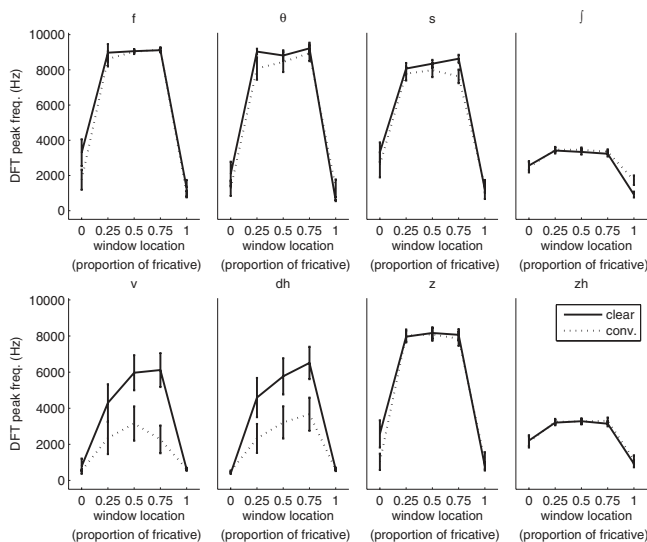 f θ s ʃ
DFT peak freq. (Hz)
10000
8000
6000
4000
2000
0
0 0.25 0.5 0.75 1 0 0.25 0.5 0.75 1 0 0.25 0.5 0.75 1 0 0.25 0.5 0.75 1
window location window location window location window location
(proportion of fricative) (proportion of fricative) (proportion of fricative) (proportion of fricative)
v dh z zh
DFT peak freq. (Hz)
10000
8000
6000
4000
2000
0
clear
conv.
0 0.25 0.5 0.75 1 0 0.25 0.5 0.75 1 0 0.25 0.5 0.75 1 0 0.25 0.5 0.75 1
window location window location window location window location
(proportion of fricative) (proportion of fricative) (proportion of fricative) (proportion of fricative)